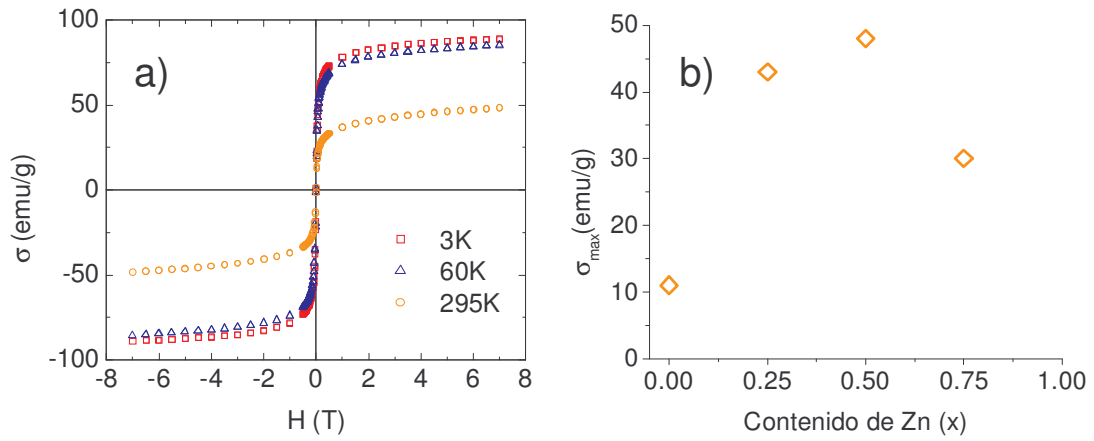 a)
100
50
0
-50
-100
σ (emu/g)
3K
60K
295K
-8 -6 -4 -2 0 2 4 6 8
H (T)
b)
50
40
30
20
10
0
σmax(emu/g)
0.00 0.25 0.50 0.75 1.00
Contenido de Zn (x)